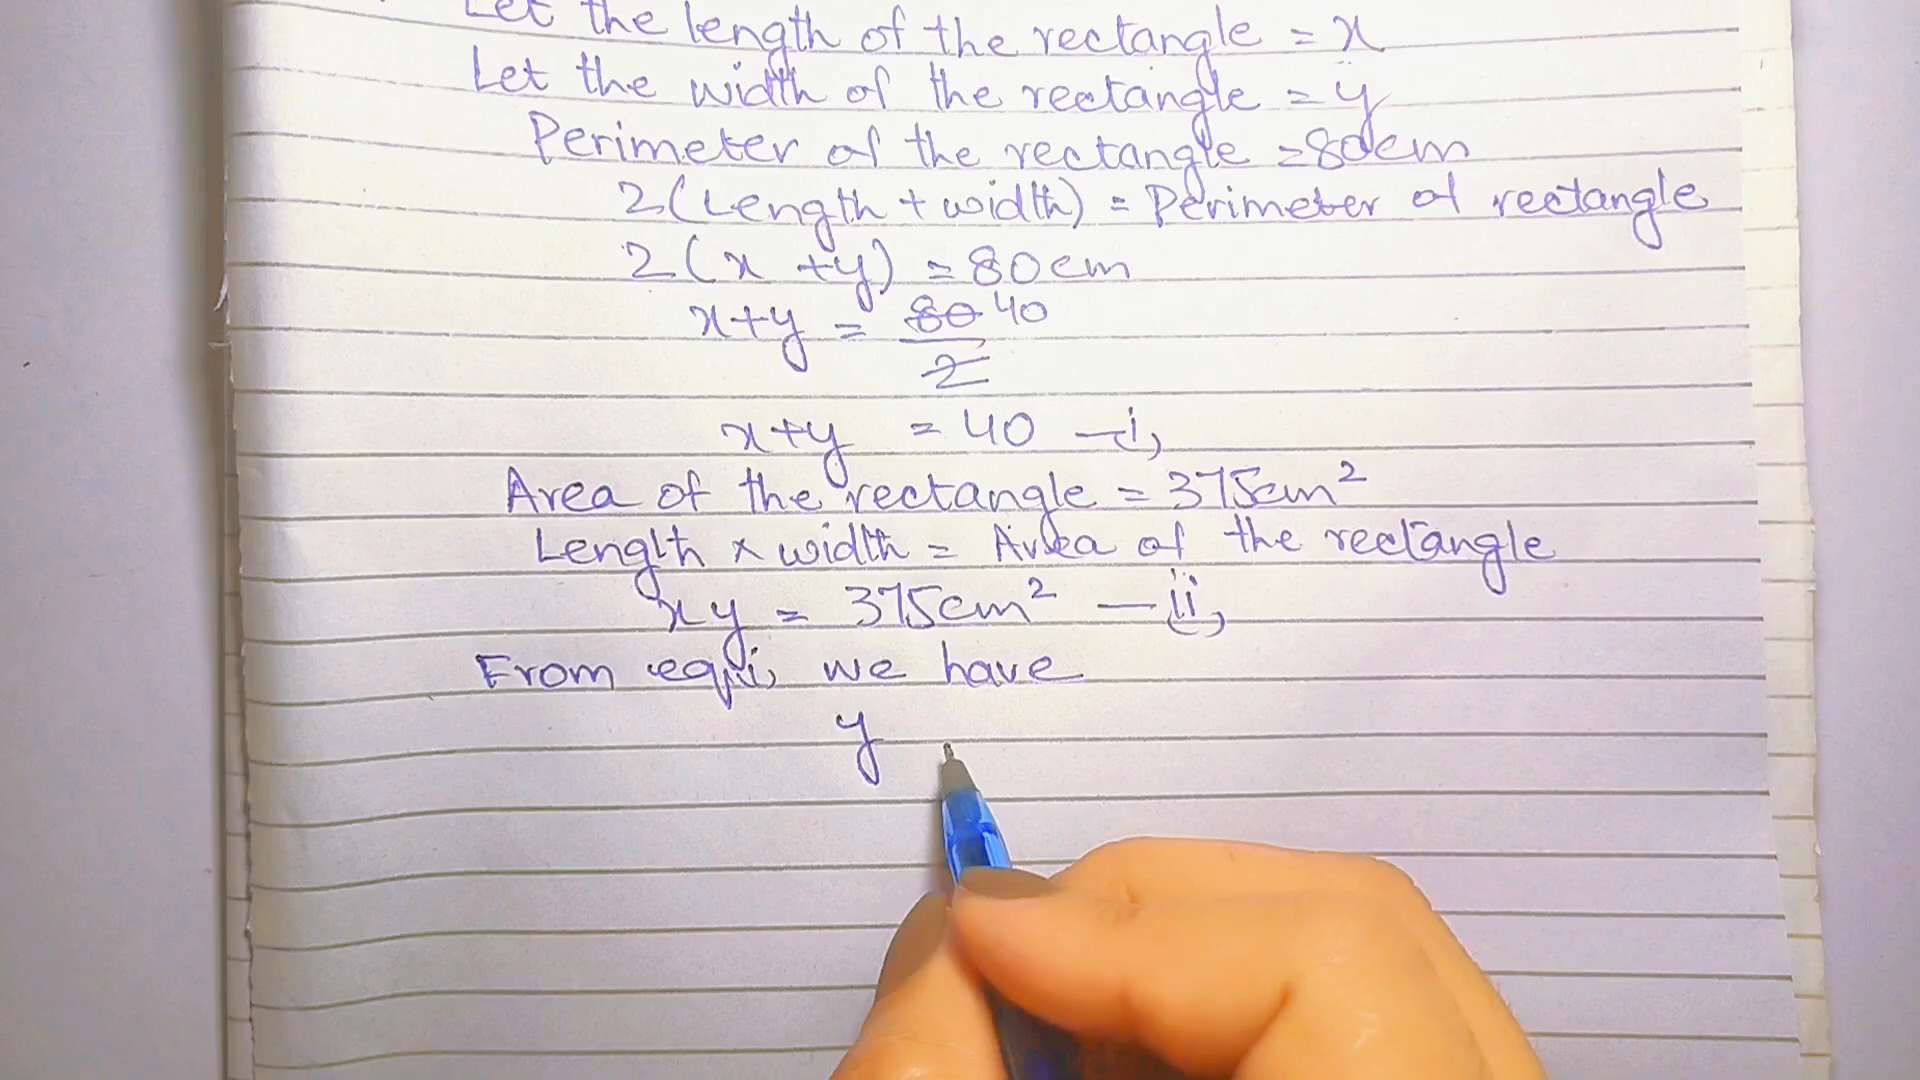 Let the length of the rectangle = x
Let the width of the rectangle = y
Perimeter of the rectangle = 80cm
2(Length + width) = Perimeter of rectangle
2(x + y) = 80cm
x+y = 80 40
2
x+y = 40 — i,
Area of the rectangle = 375cm²
Length × width = Area of the rectangle
xy = 375cm² — ii,
From eq i, we have
y